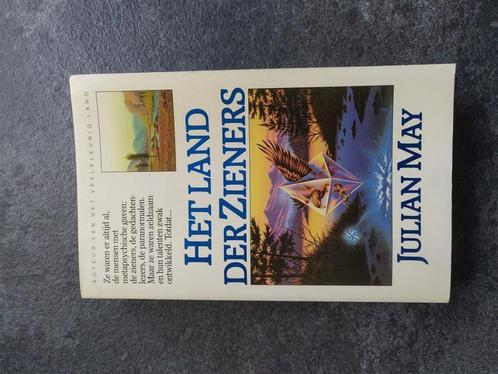 AUTEUR VAN HET VEELKLEURIG LAND
Ze waren er altijd al,
de mensen met
metapsychische gaven:
de zieners, de gedachten-
lezers, de paranormalen.
Maar ze waren zeldzaam
en hun talenten zwak
ontwikkeld. Totdat...
HET LAND
DER ZIENERS
JULIAN MAY